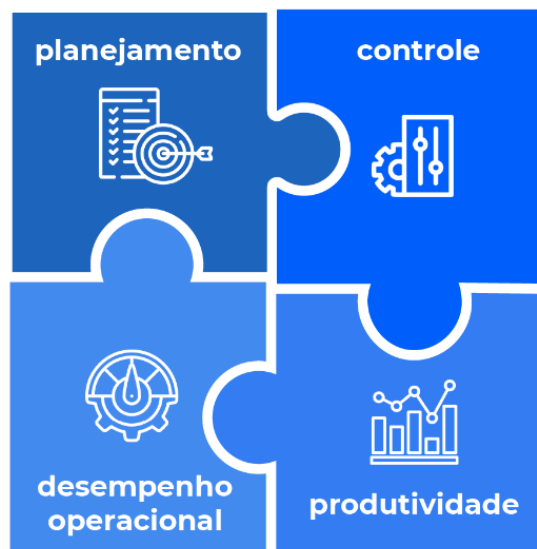 planejamento
controle
desempenho
operacional
produtividade